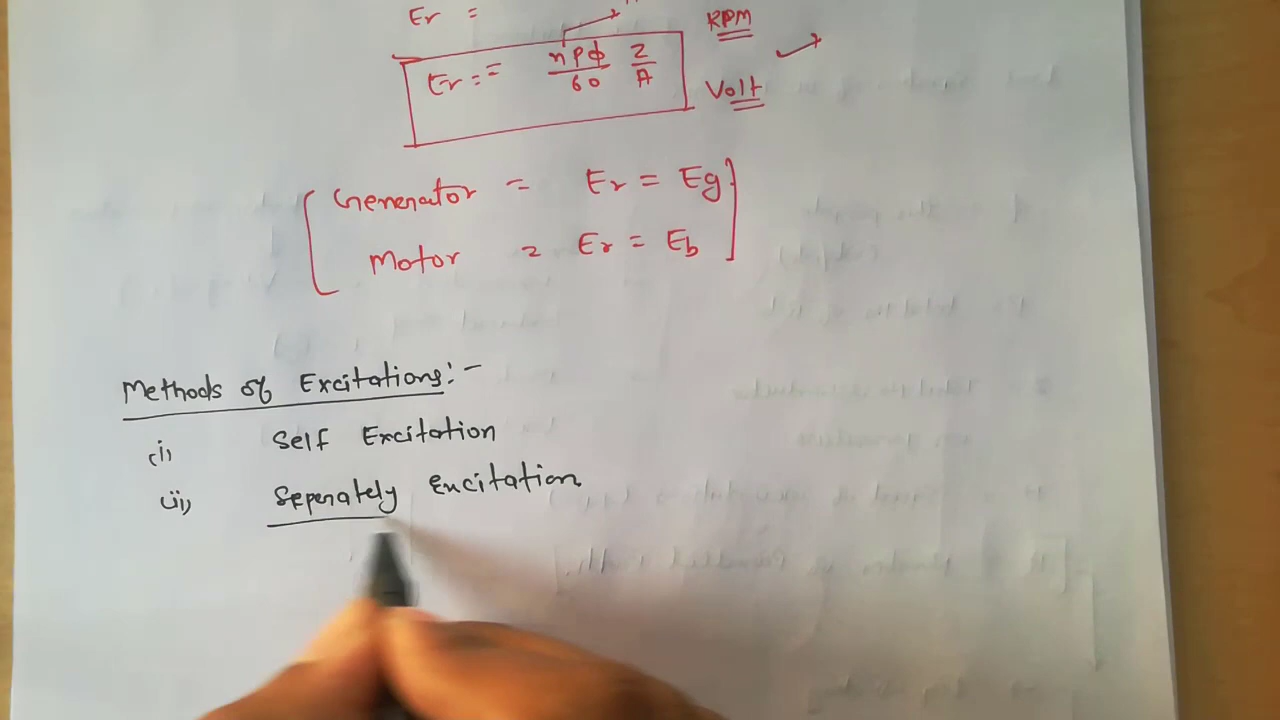 Er =
RPM
Er := nPφ/60 Z/A
Volt
Generator = Er = Eg
Motor = Er = Eb
Methods of Excitations:-
(i) Self Excitation
(ii) Seperately Excitation